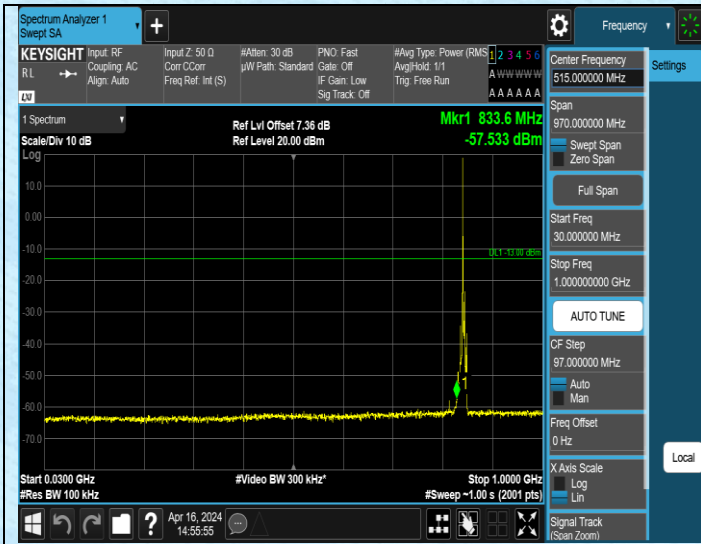 Spectrum Analyzer 1
Swept SA
+
Frequency
KEYSIGHT
RL
LXI
Input: RF
Coupling: AC
Align: Auto
Input Z: 50 Ω
Corr CCorr
Freq Ref: Int (S)
#Atten: 30 dB
µW Path: Standard
PNO: Fast
Gate: Off
IF Gain: Low
Sig Track: Off
#Avg Type: Power (RMS
Avg|Hold: 1/1
Trig: Free Run
1 2 3 4 5 6
A W W W W W
A A A A A A
1 Spectrum
Scale/Div 10 dB
Log
Ref Lvl Offset 7.36 dB
Ref Level 20.00 dBm
Mkr1 833.6 MHz
-57.533 dBm
10.0
0.00
-10.0
DL1 -13.00 dBm
-20.0
-30.0
-40.0
-50.0
1
-60.0
-70.0
Start 0.0300 GHz
#Res BW 100 kHz
#Video BW 300 kHz*
Stop 1.0000 GHz
#Sweep ~1.00 s (2001 pts)
?
Apr 16, 2024
14:55:55
Center Frequency
515.000000 MHz
Span
970.000000 MHz
Swept Span
Zero Span
Full Span
Start Freq
30.000000 MHz
Stop Freq
1.000000000 GHz
AUTO TUNE
CF Step
97.000000 MHz
Auto
Man
Freq Offset
0 Hz
X Axis Scale
Log
Lin
Signal Track
(Span Zoom)
Settings
Local